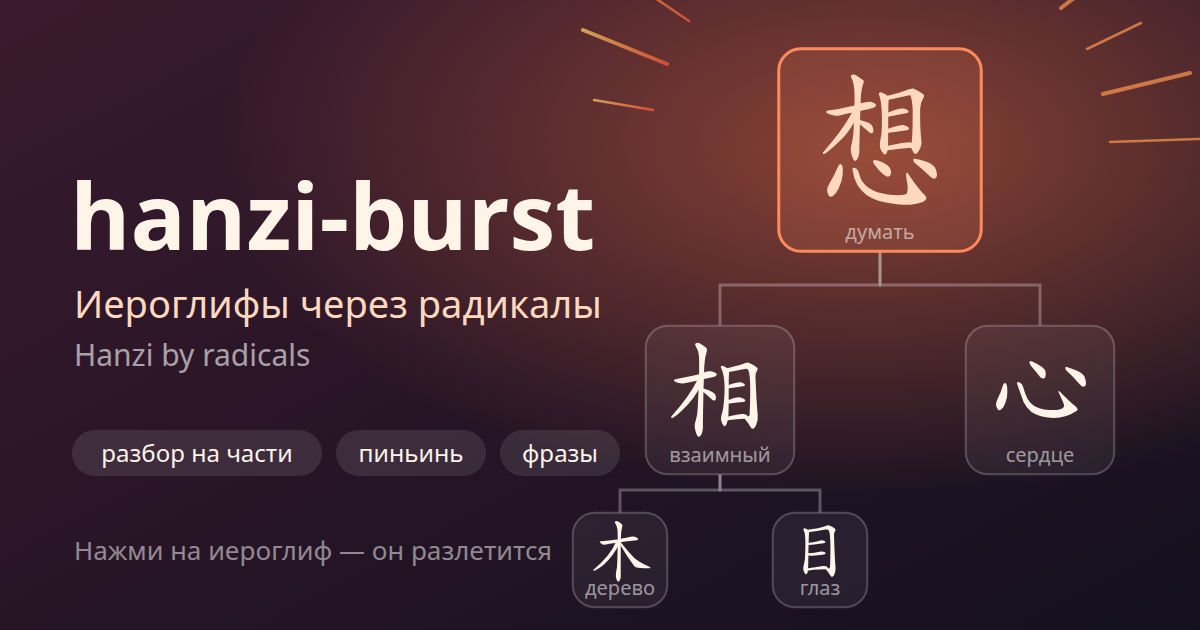 hanzi-burst
Иероглифы через радикалы
Hanzi by radicals
разбор на части
пиньинь
фразы
Нажми на иероглиф — он разлетится
想
думать
相
взаимный
心
сердце
木
дерево
目
глаз